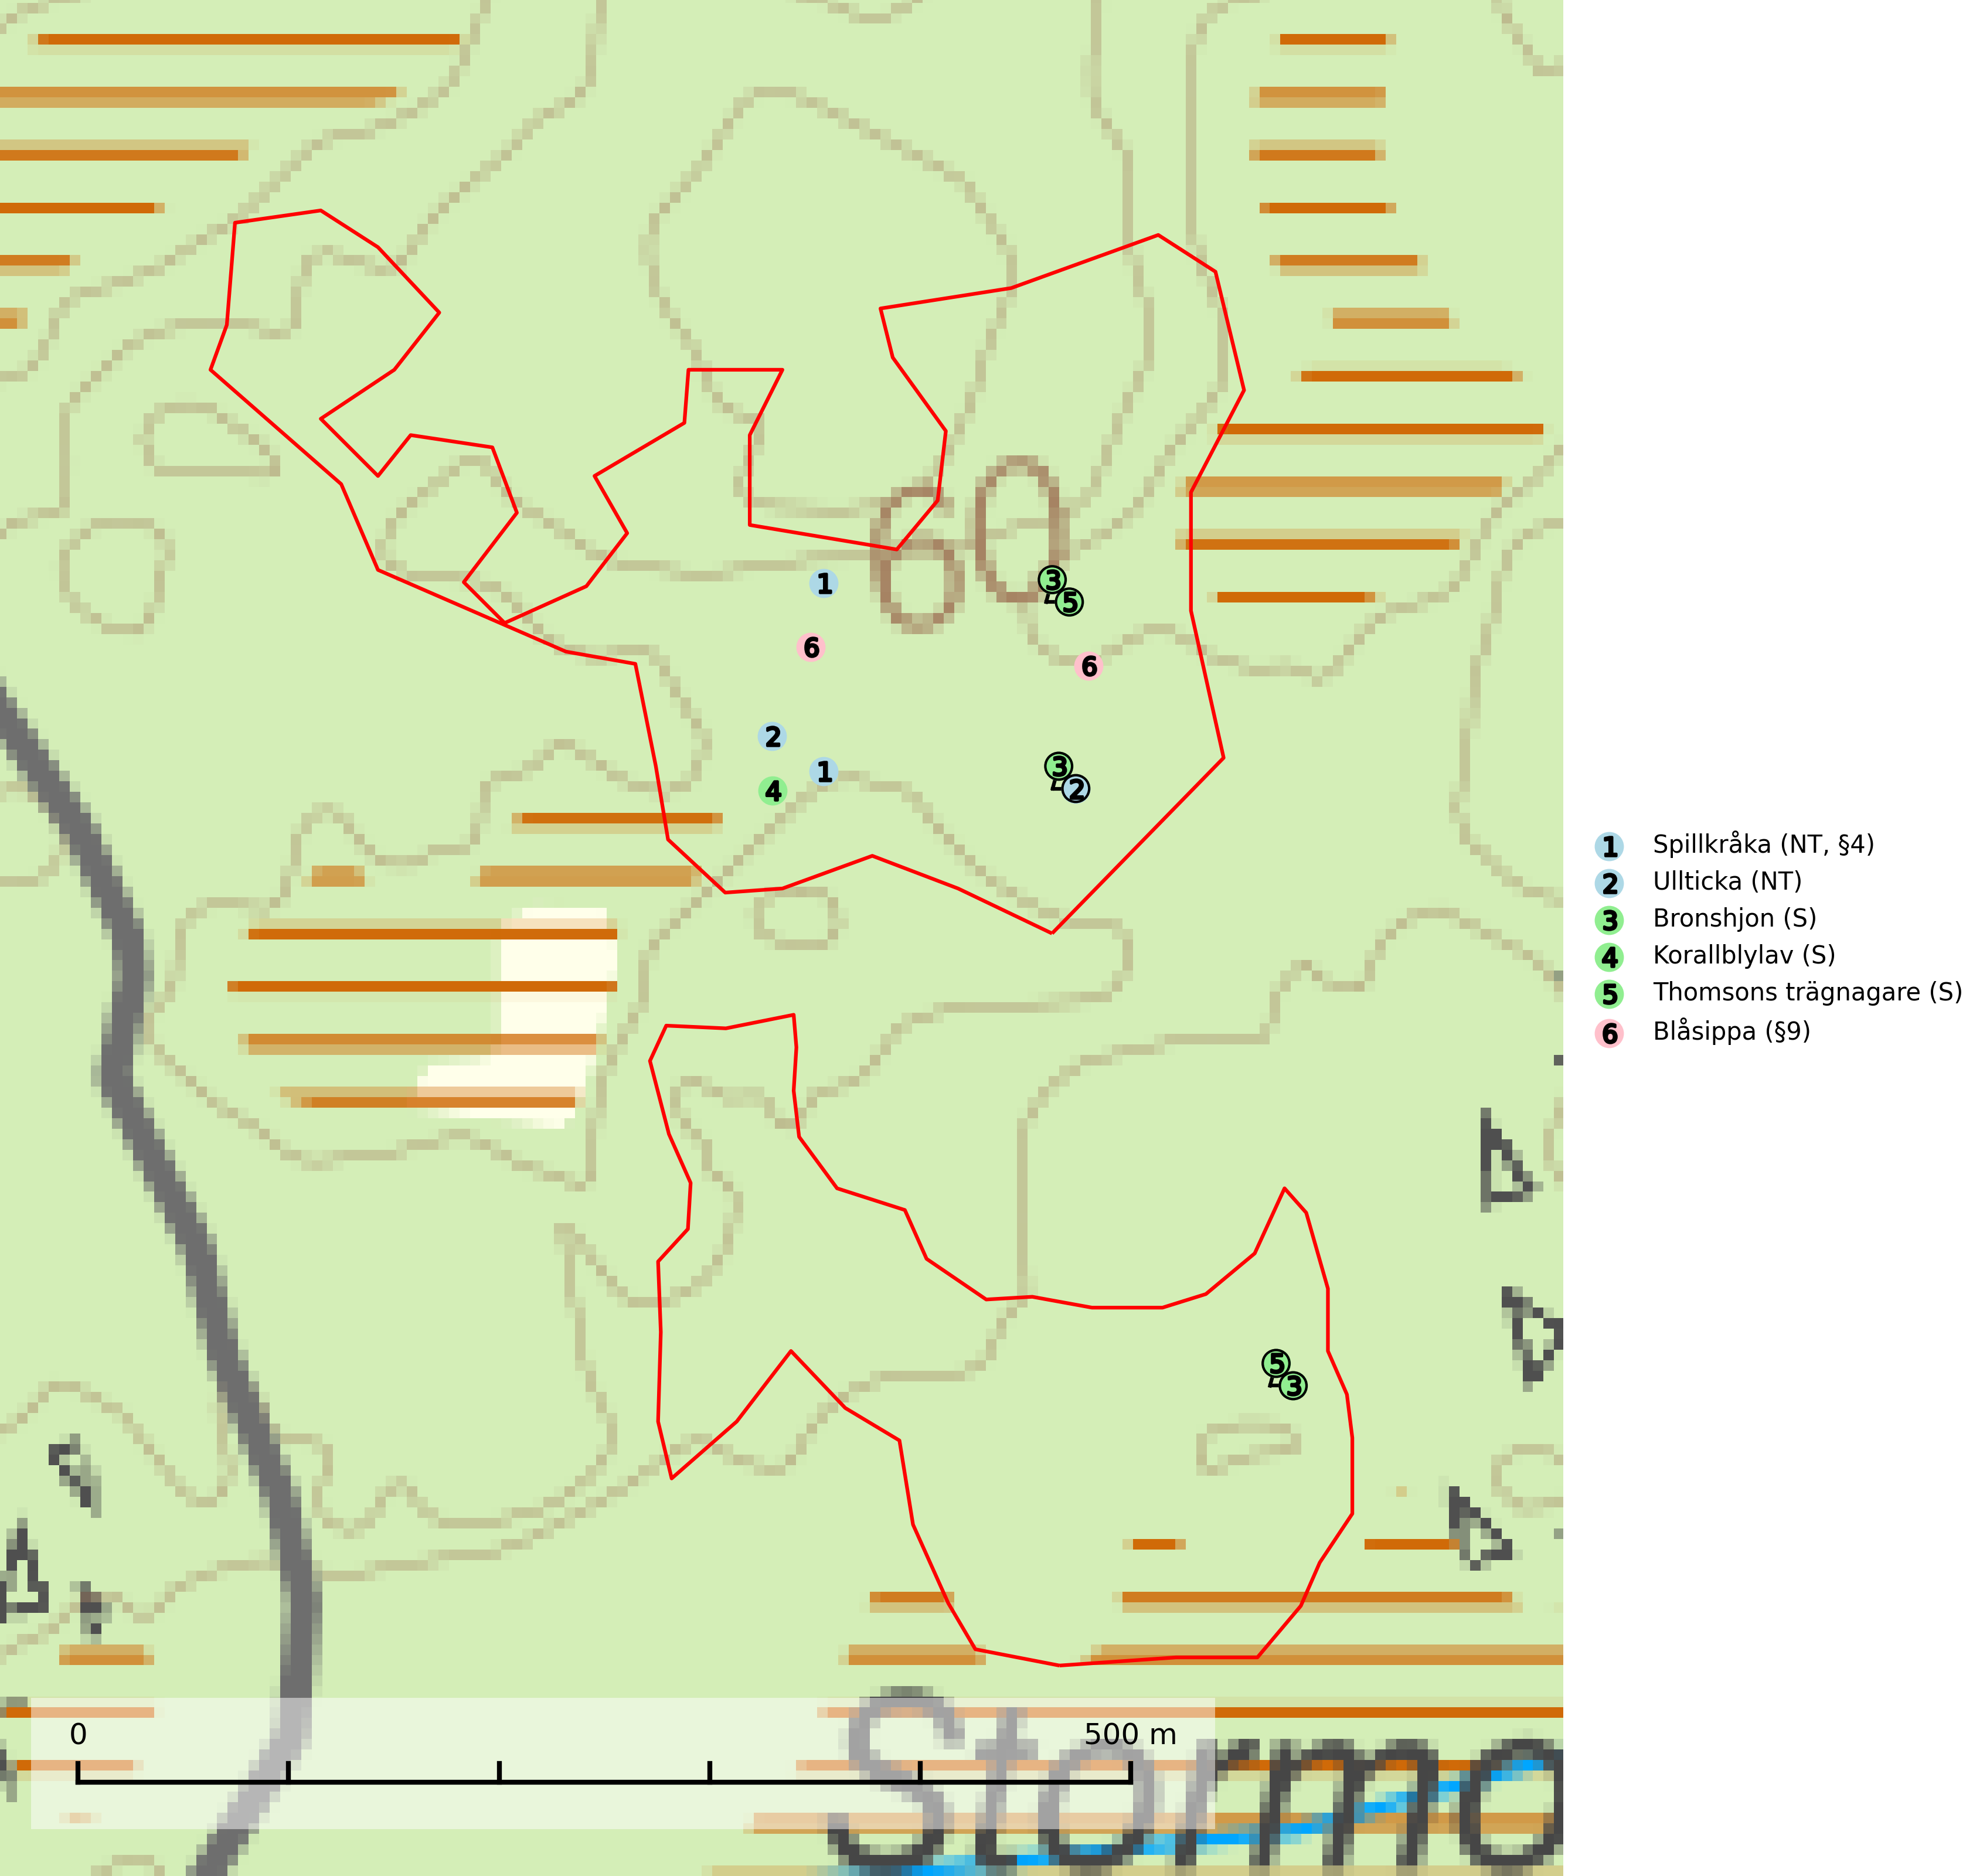 60
1
3
5
6
6
2
1
4
3
2
5
3
1 Spillkråka (NT, §4)
2 Ullticka (NT)
3 Bronshjon (S)
4 Korallblylav (S)
5 Thomsons trägnagare (S)
6 Blåsippa (§9)
0 500 m
Stormo